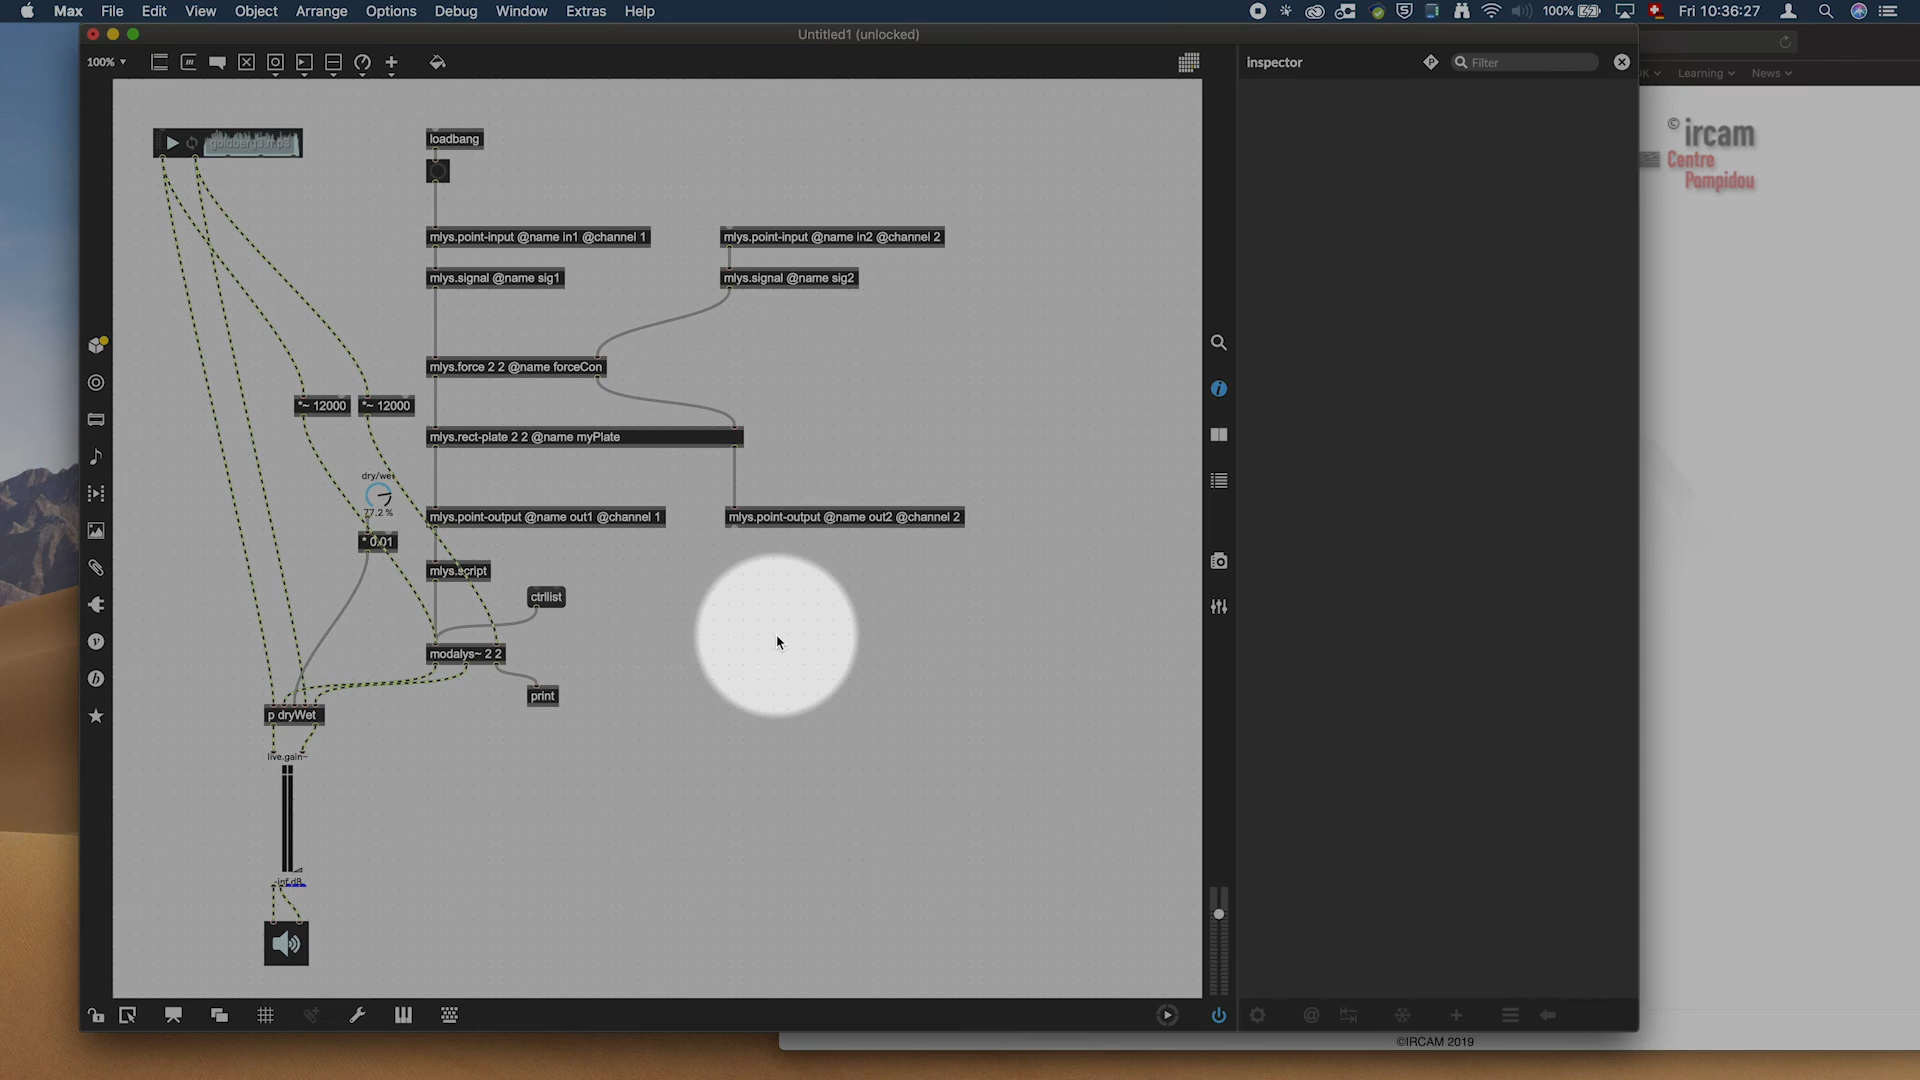 Max File Edit View Object Arrange Options Debug Window Extras Help
100% Fri 10:36:27
Untitled1 (unlocked)
100%
inspector
Filter
Learning
News
goldberg3.mp3
loadbang
© ircam
Centre
Pompidou
mlys.point-input @name in1 @channel 1
mlys.point-input @name in2 @channel 2
mlys.signal @name sig1
mlys.signal @name sig2
mlys.force 2 2 @name forceCon
*~ 12000
*~ 12000
mlys.rect-plate 2 2 @name myPlate
dry/wet
77.2 %
mlys.point-output @name out1 @channel 1
mlys.point-output @name out2 @channel 2
* 0.01
mlys.script
ctrllist
modalys~ 2 2
print
p dryWet
live.gain~
-inf dB
©IRCAM 2019